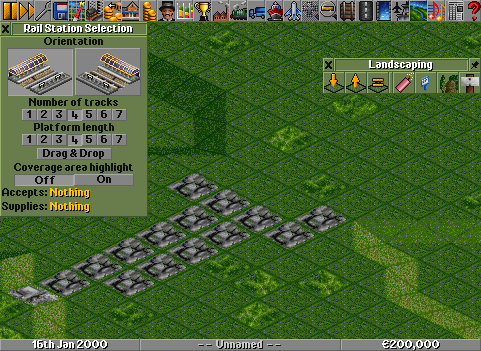 Rail Station Selection
Orientation
Number of tracks
1 2 3 4 5 6 7
Platform length
1 2 3 4 5 6 7
Drag & Drop
Coverage area highlight
Off On
Accepts: Nothing
Supplies: Nothing
Landscaping
16th Jan 2000
-- Unnamed --
€200,000